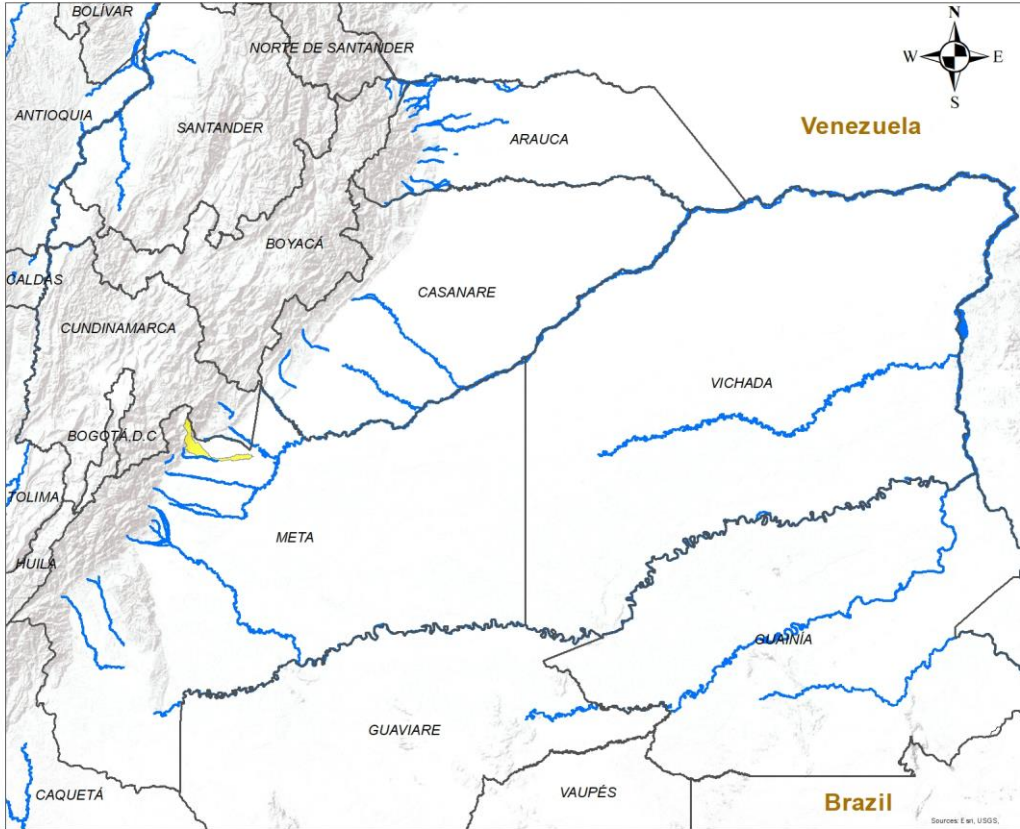 BOLÍVAR
N
NORTE DE SANTANDER
W
E
S
ANTIOQUIA
SANTANDER
ARAUCA
Venezuela
BOYACÁ
CALDAS
CASANARE
CUNDINAMARCA
VICHADA
BOGOTÁ,D.C
TOLIMA
META
HUILA
GUAINÍA
GUAVIARE
CAQUETÁ
VAUPÉS
Brazil
Sources: Esri, USGS,